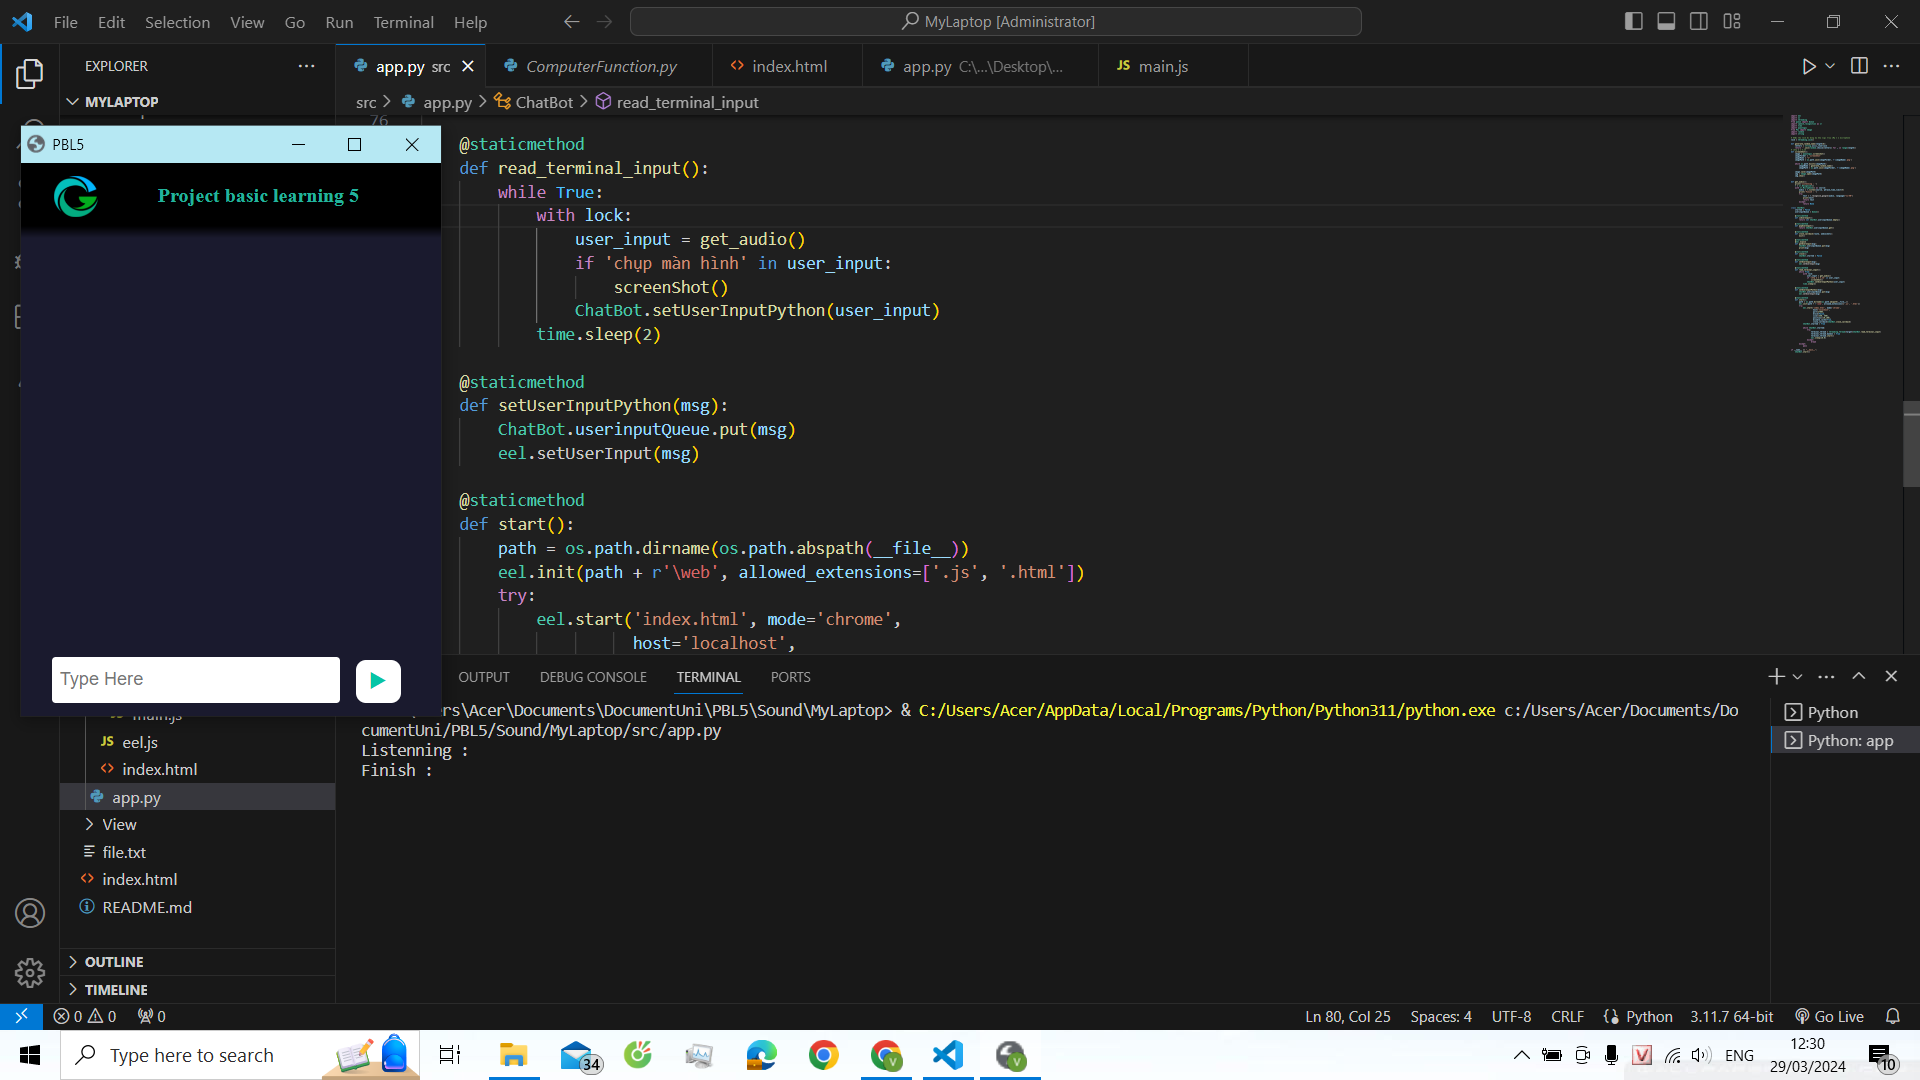 File Edit Selection View Go Run Terminal Help
MyLaptop [Administrator]
EXPLORER
app.py src
ComputerFunction.py
index.html
app.py C:\...\Desktop\...
main.js
MYLAPTOP
src > app.py > ChatBot > read_terminal_input
76
PBL5
Project basic learning 5
Type Here
@staticmethod
def read_terminal_input():
while True:
with lock:
user_input = get_audio()
if 'chụp màn hình' in user_input:
screenShot()
ChatBot.setUserInputPython(user_input)
time.sleep(2)
@staticmethod
def setUserInputPython(msg):
ChatBot.userinputQueue.put(msg)
eel.setUserInput(msg)
@staticmethod
def start():
path = os.path.dirname(os.path.abspath(__file__))
eel.init(path + r'\web', allowed_extensions=['.js', '.html'])
try:
eel.start('index.html', mode='chrome',
host='localhost',
OUTPUT DEBUG CONSOLE TERMINAL PORTS
rs\Acer\Documents\DocumentUni\PBL5\Sound\MyLaptop> & C:/Users/Acer/AppData/Local/Programs/Python/Python311/python.exe c:/Users/Acer/Documents/Do
cumentUni/PBL5/Sound/MyLaptop/src/app.py
Listenning :
Finish :
Python
Python: app
main.js
JS eel.js
index.html
app.py
View
file.txt
index.html
README.md
OUTLINE
TIMELINE
0 0 0
Ln 80, Col 25 Spaces: 4 UTF-8 CRLF Python 3.11.7 64-bit Go Live
Type here to search
34
ENG
12:30
29/03/2024
10